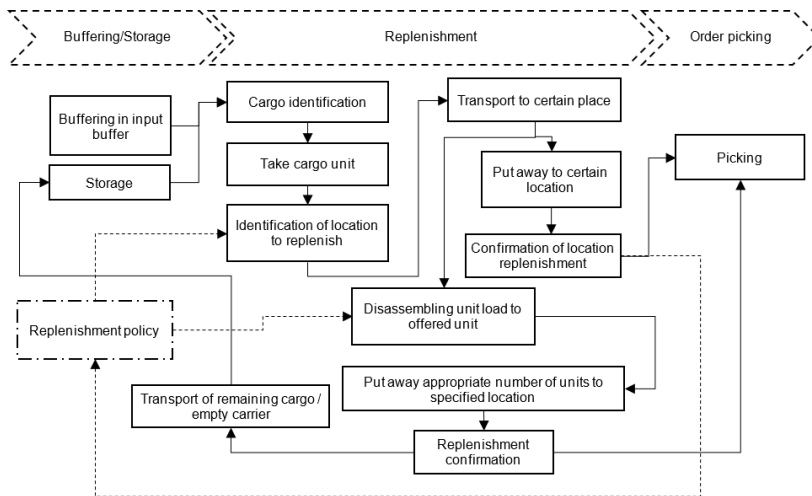 Buffering/Storage
Replenishment
Order picking
Buffering in input
buffer
Cargo identification
Transport to certain place
Take cargo unit
Put away to certain
location
Picking
Storage
Identification of location
to replenish
Confirmation of location
replenishment
Replenishment policy
Disassembling unit load to
offered unit
Put away appropriate number of units to
specified location
Transport of remaining cargo /
empty carrier
Replenishment
confirmation